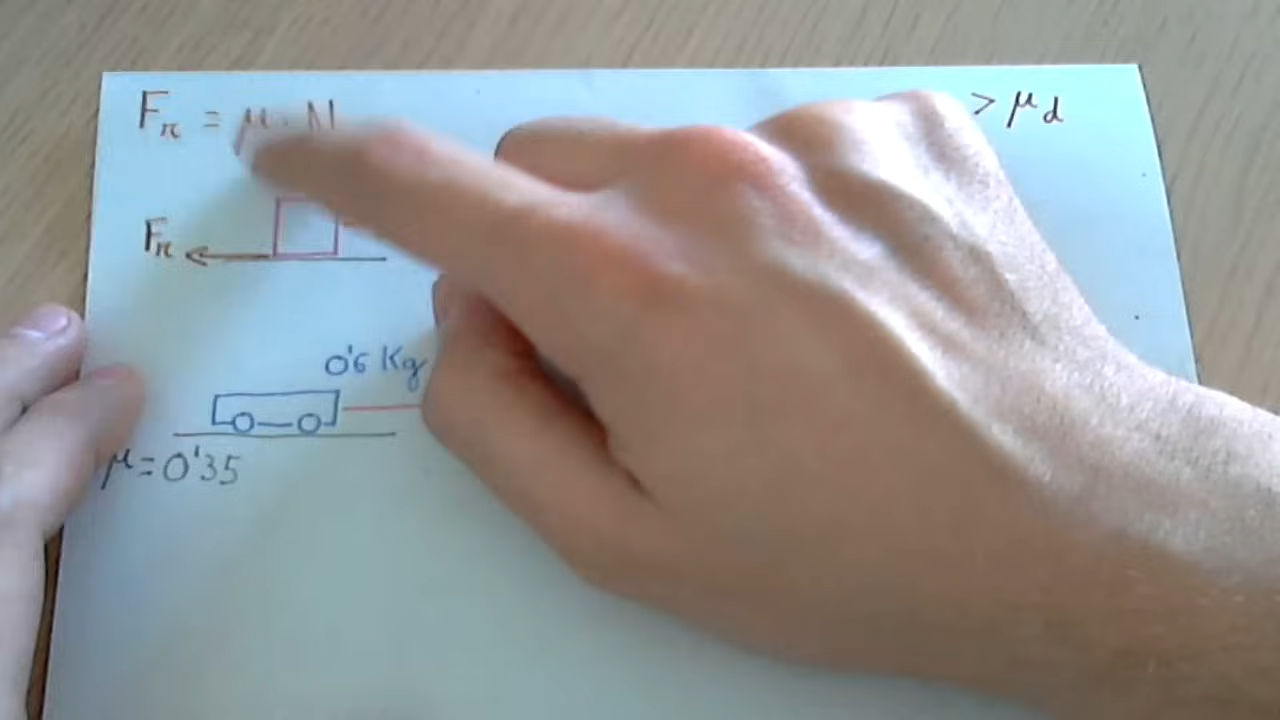 Fr = μ · N
> μd
Fr
0'6 Kg
μ = 0'35